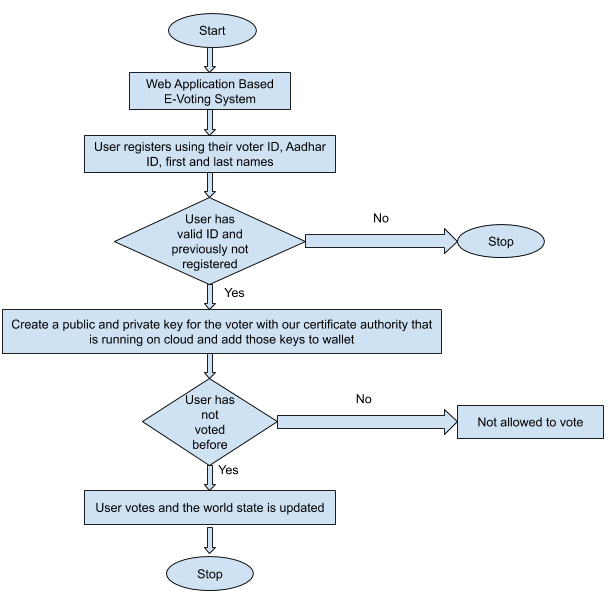 Start
Web Application Based
E-Voting System
User registers using their voter ID, Aadhar
ID, first and last names
User has
valid ID and
previously not
registered
No
Stop
Yes
Create a public and private key for the voter with our certificate authority that
is running on cloud and add those keys to wallet
User has
not
voted
before
No
Not allowed to vote
Yes
User votes and the world state is updated
Stop